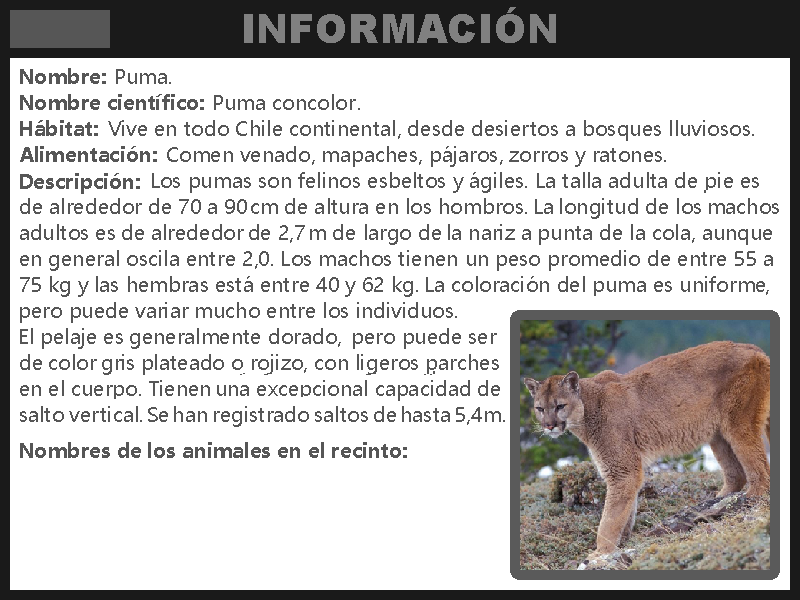 INFORMACIÓN
Nombre: Puma.
Nombre científico: Puma concolor.
Hábitat: Vive en todo Chile continental, desde desiertos a bosques lluviosos.
Alimentación: Comen venado, mapaches, pájaros, zorros y ratones.
Descripción: Los pumas son felinos esbeltos y ágiles. La talla adulta de pie es
de alrededor de 70 a 90cm de altura en los hombros. La longitud de los machos
adultos es de alrededor de 2,7m de largo de la nariz a punta de la cola, aunque
en general oscila entre 2,0. Los machos tienen un peso promedio de entre 55 a
75 kg y las hembras está entre 40 y 62 kg. La coloración del puma es uniforme,
pero puede variar mucho entre los individuos.
El pelaje es generalmente dorado, pero puede ser
de color gris plateado o rojizo, con ligeros parches
en el cuerpo. Tienen una excepcional capacidad de
salto vertical. Se han registrado saltos de hasta 5,4m.
Nombres de los animales en el recinto: